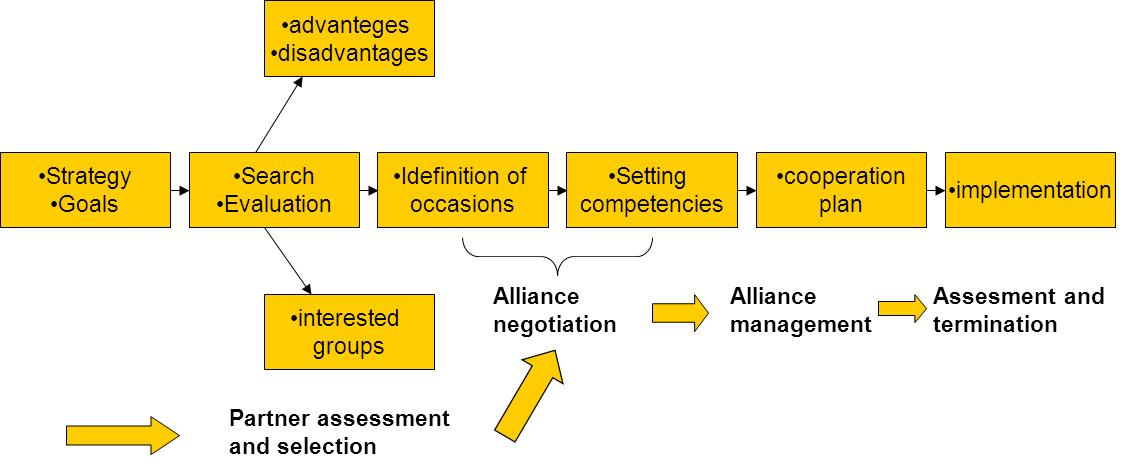 •advanteges
•disadvantages
•Strategy
•Goals
•Search
•Evaluation
•Idefinition of
occasions
•Setting
competencies
•cooperation
plan
•implementation
•interested
groups
Alliance
negotiation
Alliance
management
Assesment and
termination
Partner assessment
and selection